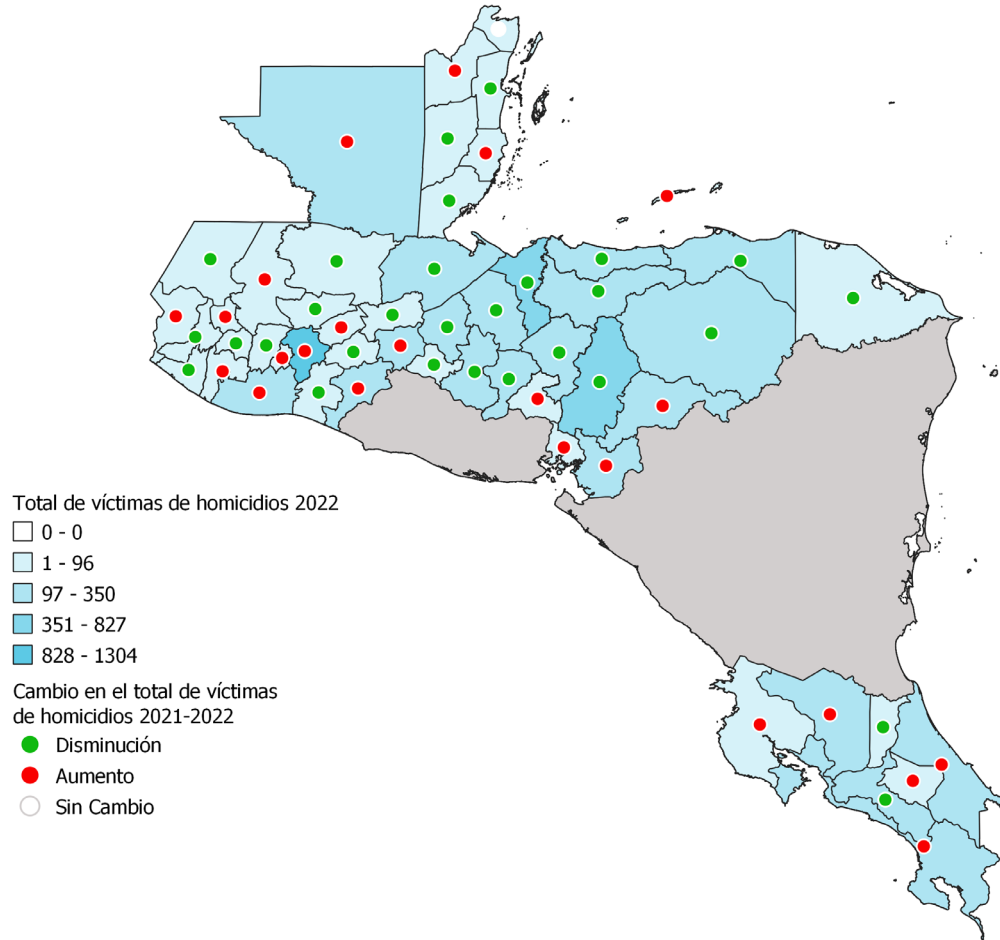 Total de víctimas de homicidios 2022
0 - 0
1 - 96
97 - 350
351 - 827
828 - 1304
Cambio en el total de víctimas
de homicidios 2021-2022
Disminución
Aumento
Sin Cambio